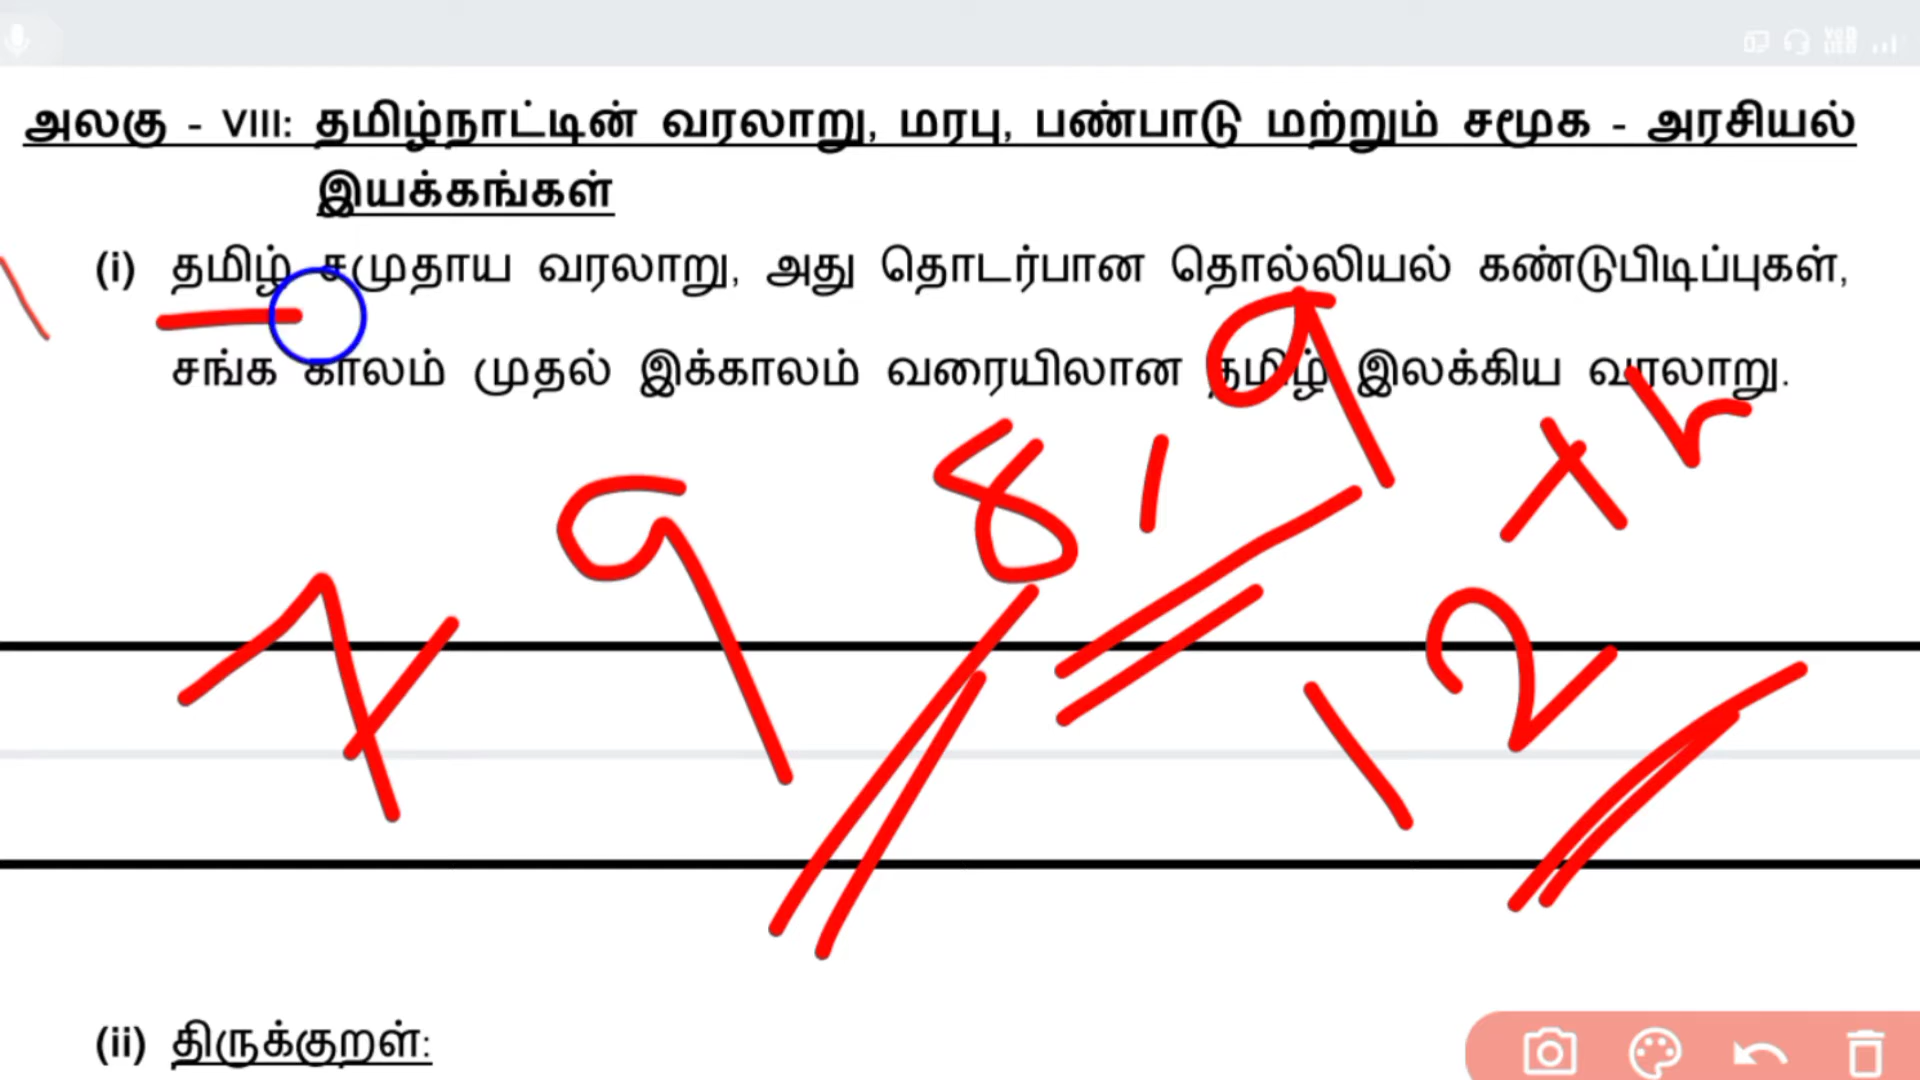 அலகு - VIII: தமிழ்நாட்டின் வரலாறு, மரபு, பண்பாடு மற்றும் சமூக - அரசியல்
இயக்கங்கள்
(i) தமிழ் சமுதாய வரலாறு, அது தொடர்பான தொல்லியல் கண்டுபிடிப்புகள்,
சங்க காலம் முதல் இக்காலம் வரையிலான தமிழ் இலக்கிய வரலாறு.
7 9 8, 9 +2
12
(ii) திருக்குறள்: